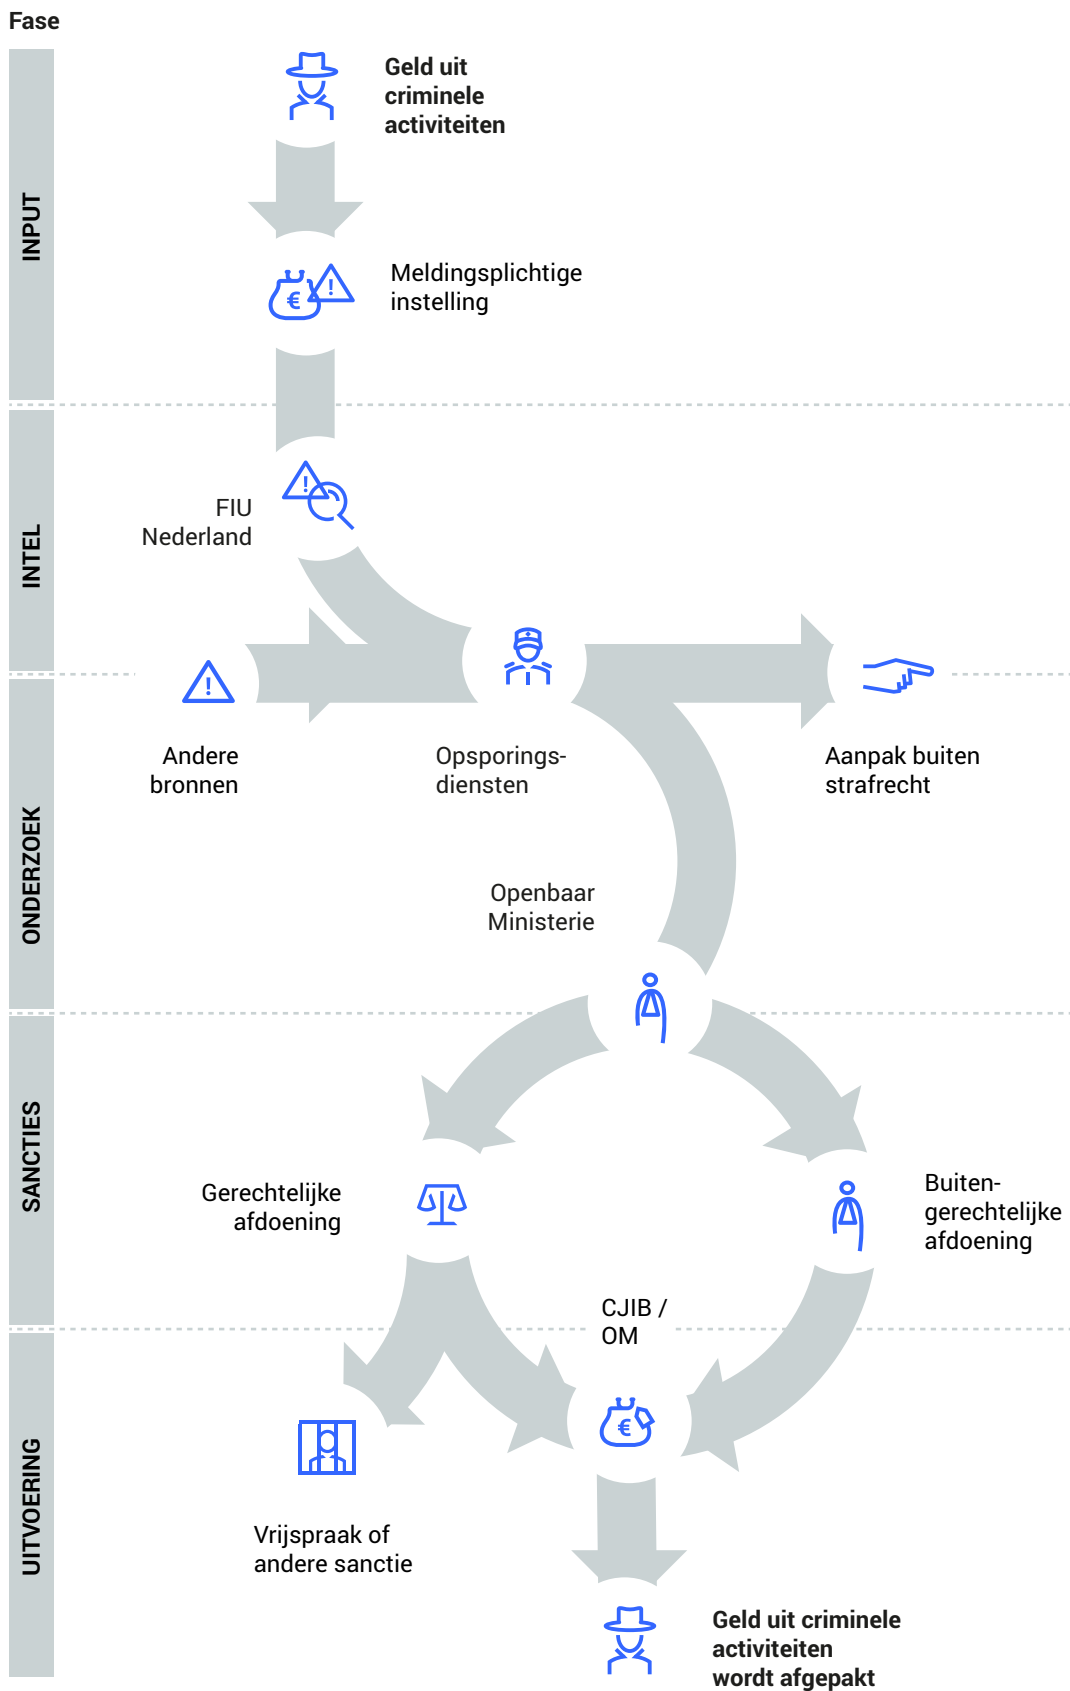 Fase
INPUT
Geld uit
criminele
activiteiten
Meldingsplichtige
instelling
INTEL
FIU
Nederland
ONDERZOEK
Andere
bronnen
Opsporings-
diensten
Aanpak buiten
strafrecht
Openbaar
Ministerie
SANCTIES
Gerechtelijke
afdoening
Buiten-
gerechtelijke
afdoening
CJIB /
OM
UITVOERING
Vrijspraak of
andere sanctie
Geld uit criminele
activiteiten
wordt afgepakt